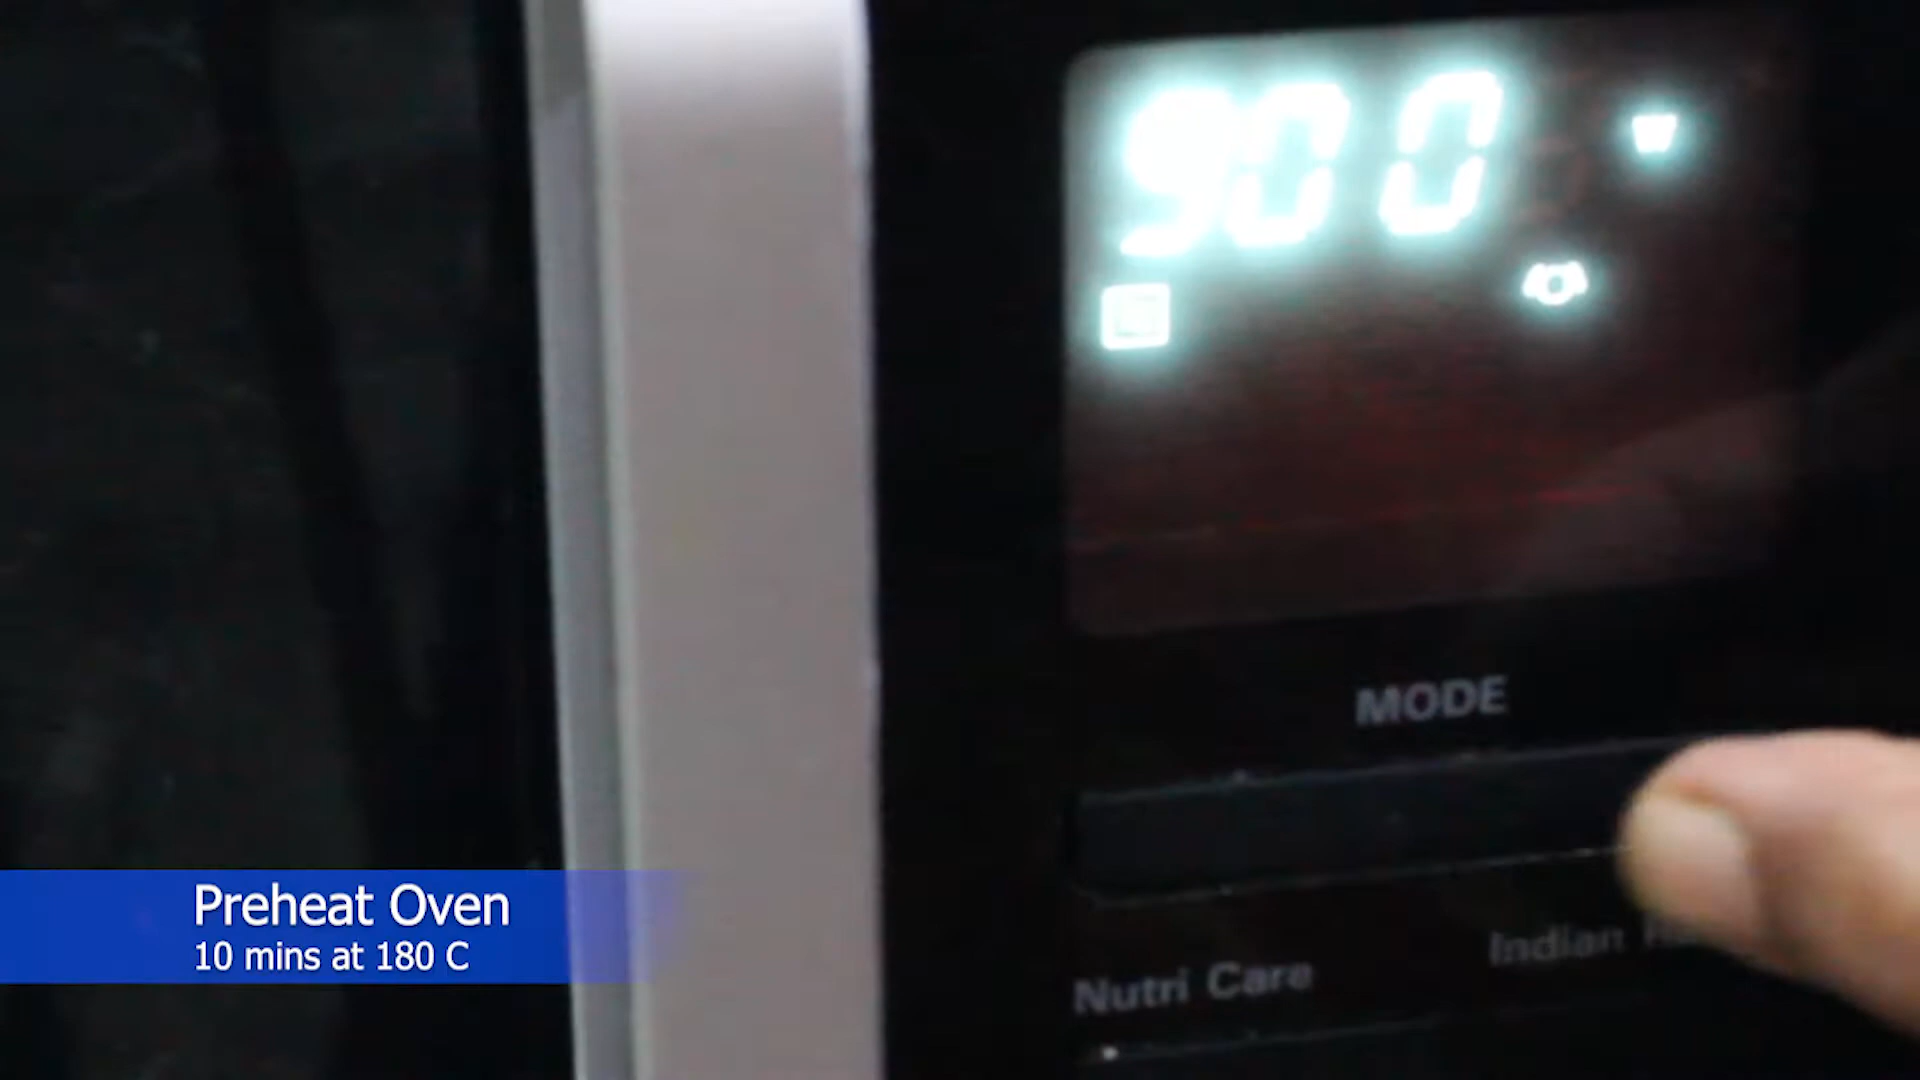 900
W
MODE
Indian
Nutri Care
Preheat Oven
10 mins at 180 C